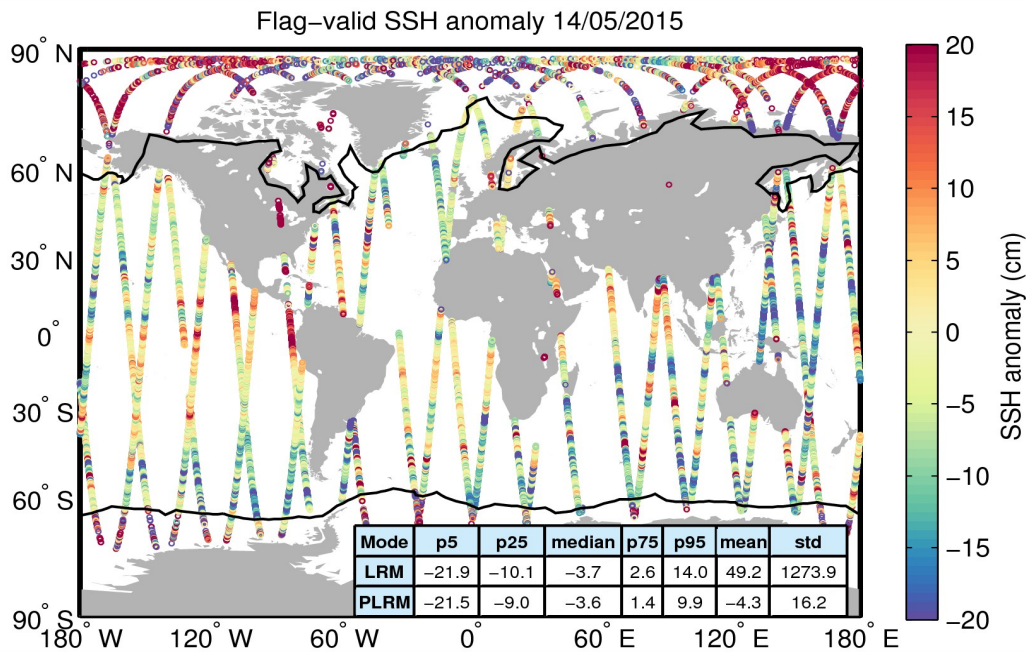 Flag−valid SSH anomaly 14/05/2015
90° N
60° N
30° N
0°
30° S
60° S
90° S
180° W
120° W
60° W
0°
60° E
120° E
180° E
Mode p5 p25 median p75 p95 mean std
LRM −21.9 −10.1 −3.7 2.6 14.0 49.2 1273.9
PLRM −21.5 −9.0 −3.6 1.4 9.9 −4.3 16.2
20
15
10
5
0
−5
−10
−15
−20
SSH anomaly (cm)